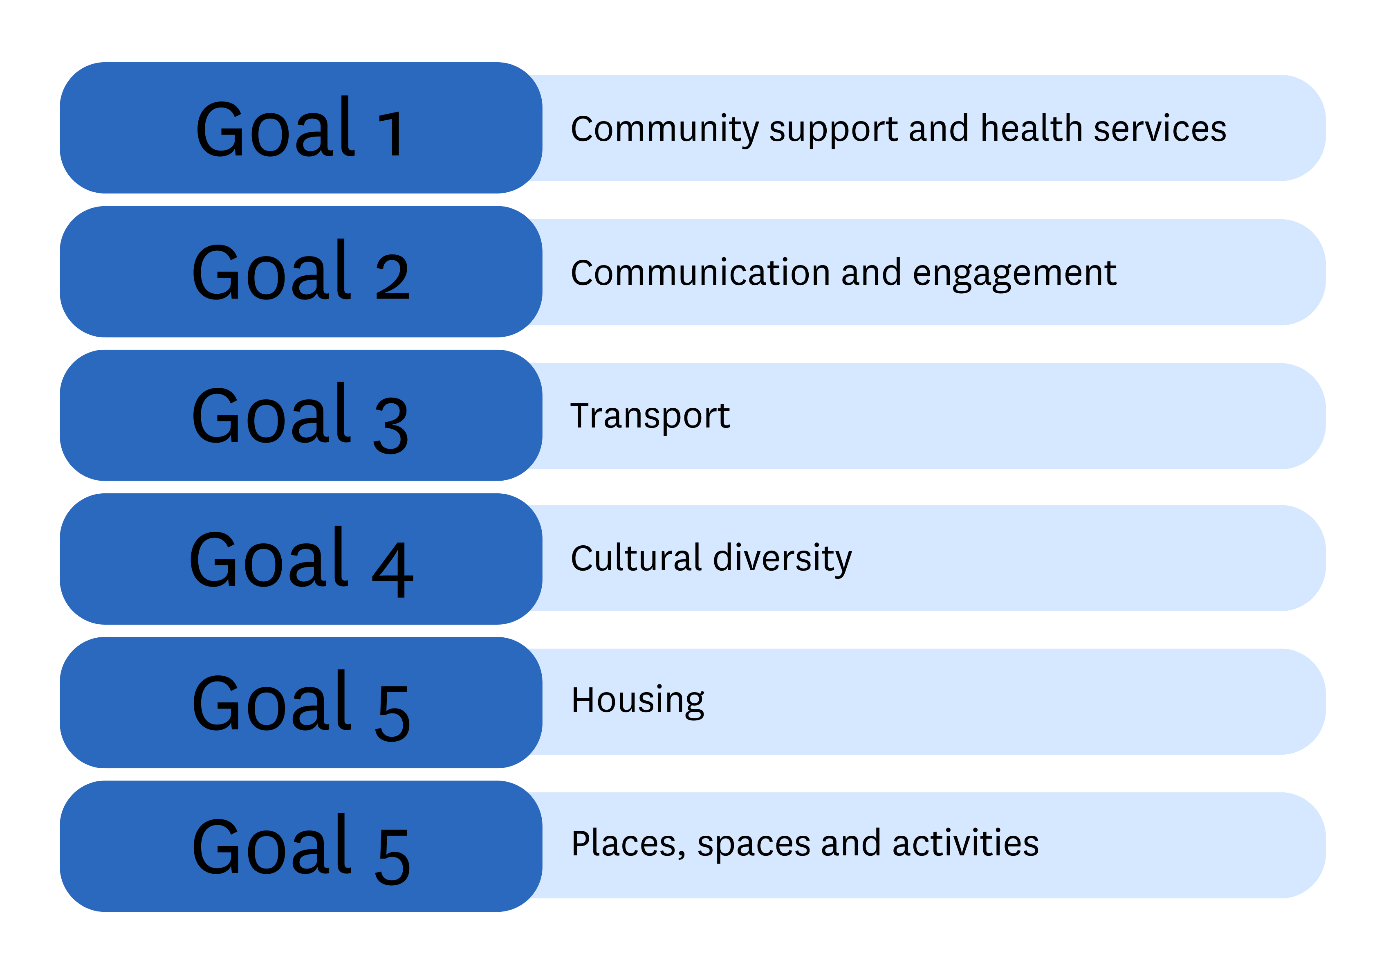 Goal 1
Community support and health services
Goal 2
Communication and engagement
Goal 3
Transport
Goal 4
Cultural diversity
Goal 5
Housing
Goal 5
Places, spaces and activities